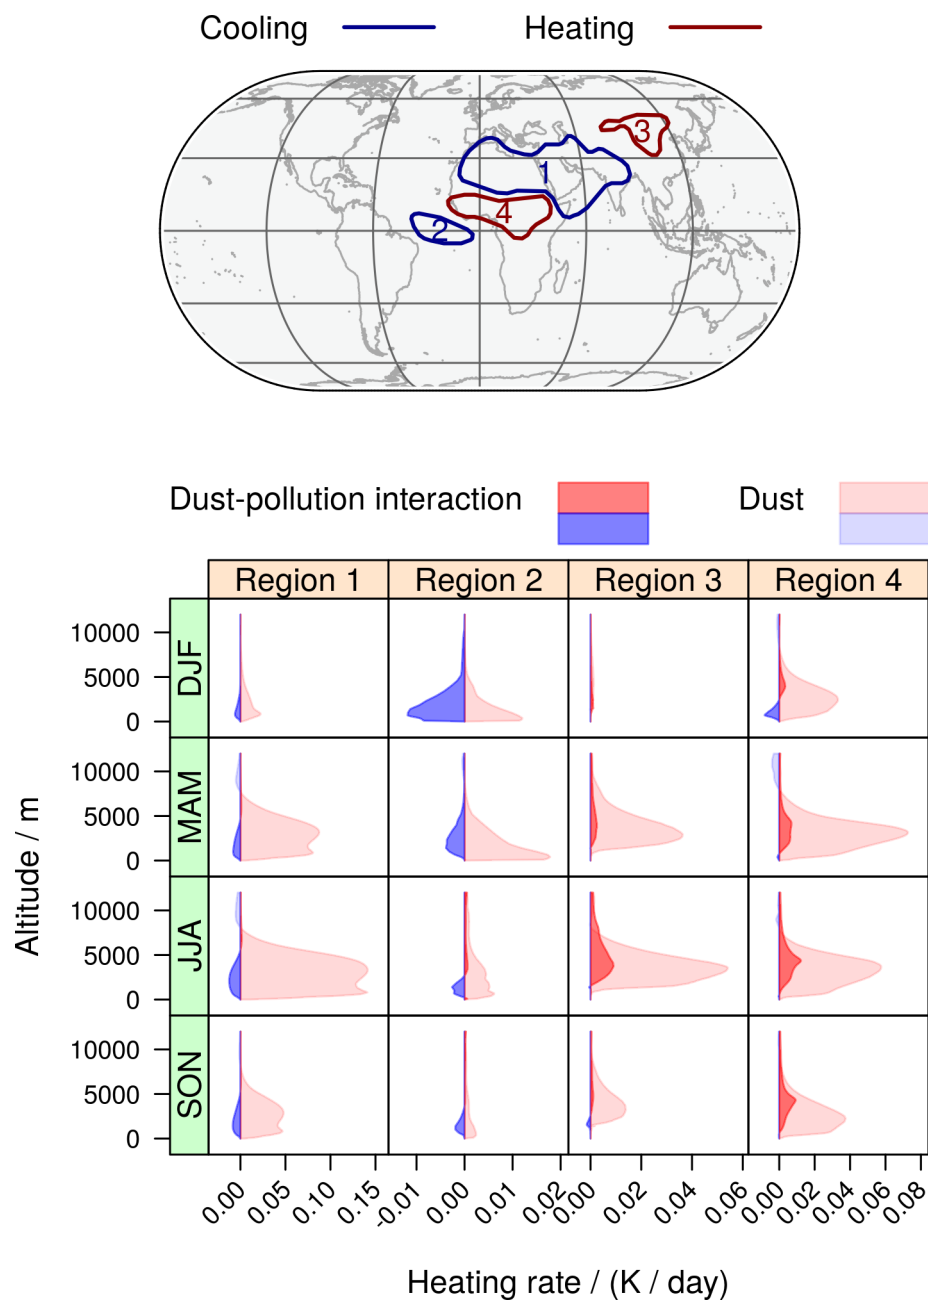 Cooling Heating
3
1
4
2
Dust-pollution interaction Dust
Region 1 Region 2 Region 3 Region 4
DJF
10000
5000
0
MAM
10000
5000
0
JJA
10000
5000
0
SON
10000
5000
0
Altitude / m
0.00 0.05 0.10 0.15 -0.01 0.00 0.01 0.02 0.00 0.02 0.04 0.06 0.00 0.02 0.04 0.06 0.08
Heating rate / (K / day)